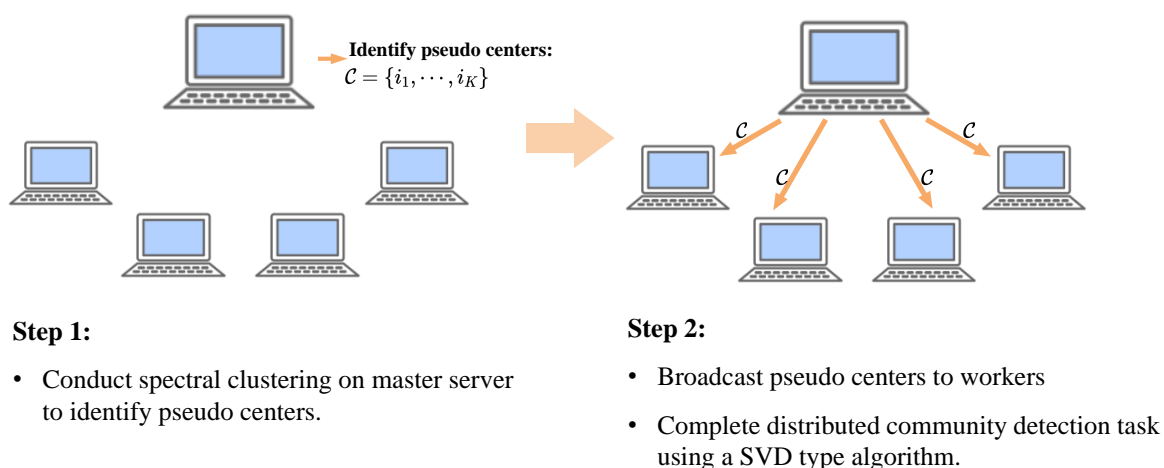 Identify pseudo centers:
𝒞 = {i₁, ⋯, i_K}
𝒞
𝒞
𝒞
𝒞
Step 1:
• Conduct spectral clustering on master server
to identify pseudo centers.
Step 2:
• Broadcast pseudo centers to workers
• Complete distributed community detection task
using a SVD type algorithm.